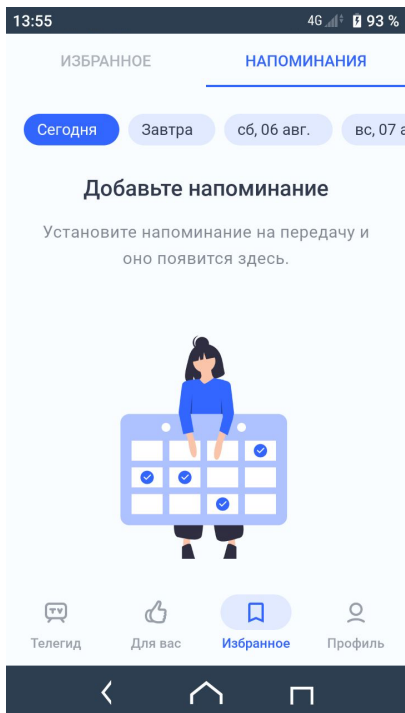 13:55 4G 93 %
ИЗБРАННОЕ НАПОМИНАНИЯ
Сегодня Завтра сб, 06 авг. вс, 07 а
Добавьте напоминание
Установите напоминание на передачу и
оно появится здесь.
TV
Телегид Для вас Избранное Профиль